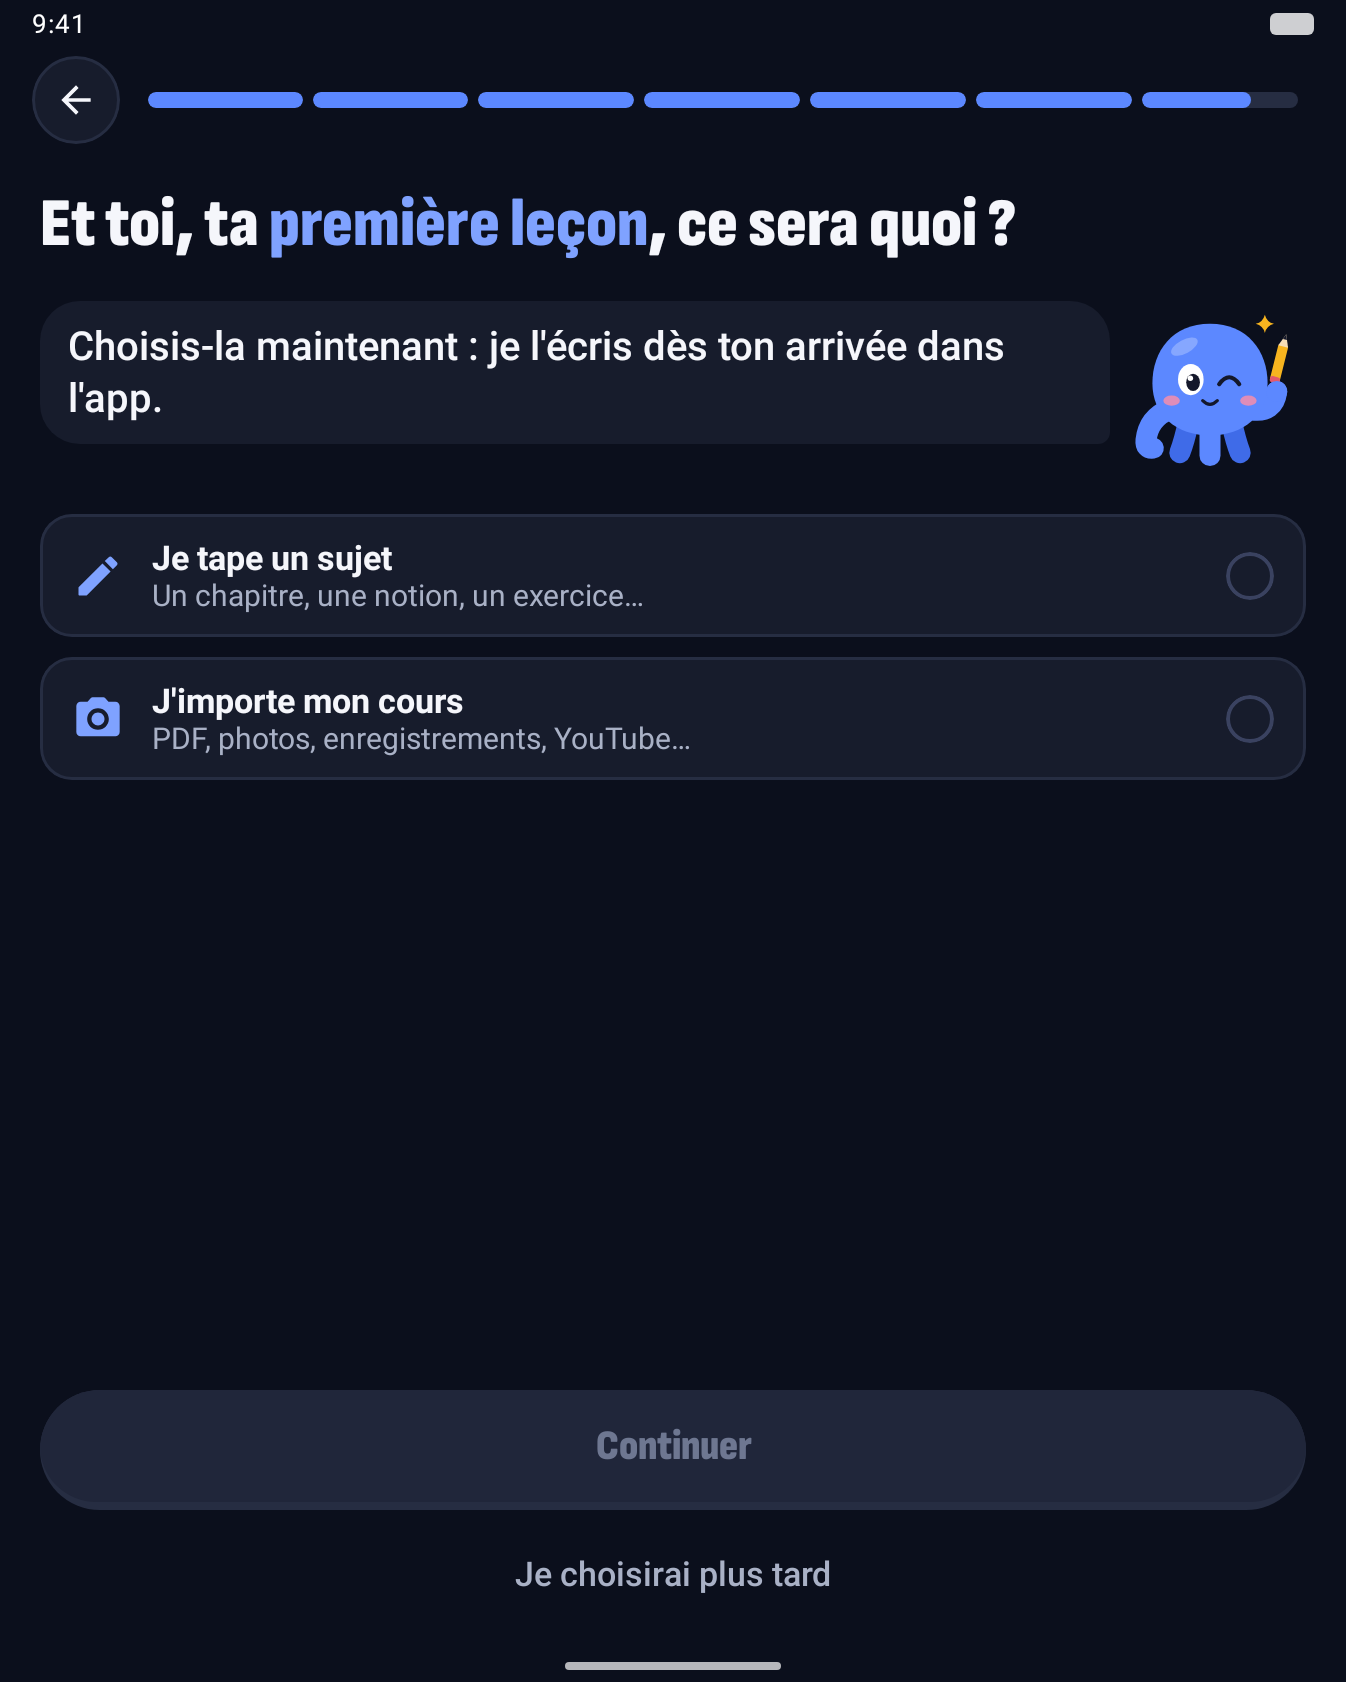 9:41
Et toi, ta première leçon, ce sera quoi ?
Choisis-la maintenant : je l'écris dès ton arrivée dans
l'app.
Je tape un sujet
Un chapitre, une notion, un exercice…
J'importe mon cours
PDF, photos, enregistrements, YouTube…
Continuer
Je choisirai plus tard